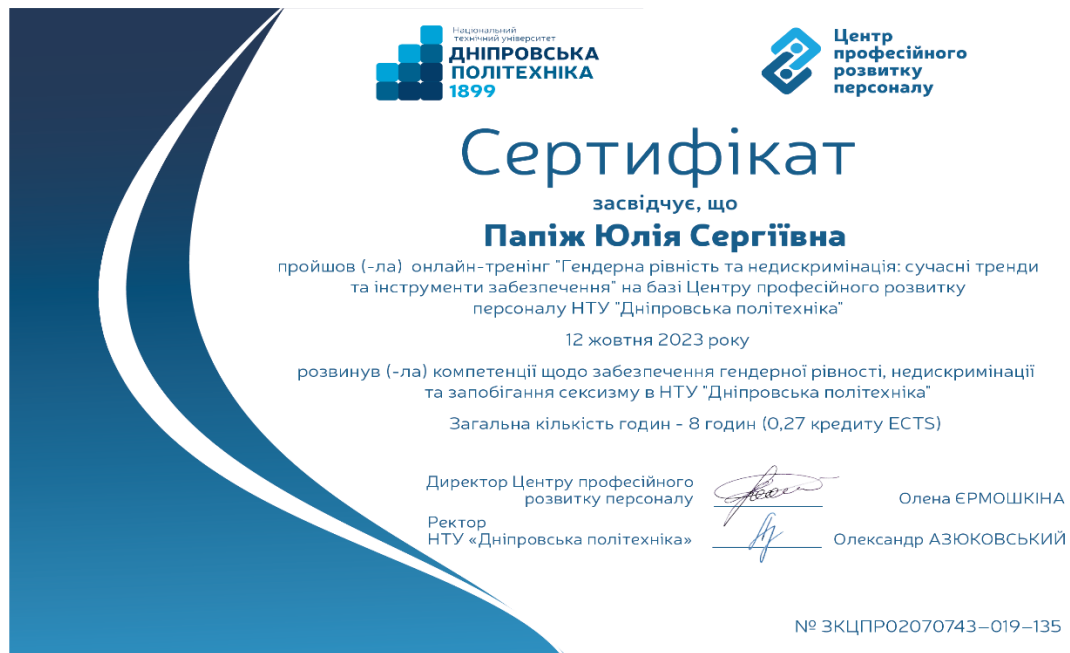 Національний
технічний університет
ДНІПРОВСЬКА
ПОЛІТЕХНІКА
1899
Центр
професійного
розвитку
персоналу
Сертифікат
засвідчує, що
Папіж Юлія Сергіївна
пройшов (-ла) онлайн-тренінг "Гендерна рівність та недискримінація: сучасні тренди
та інструменти забезпечення" на базі Центру професійного розвитку
персоналу НТУ "Дніпровська політехніка"
12 жовтня 2023 року
розвинув (-ла) компетенції щодо забезпечення гендерної рівності, недискримінації
та запобігання сексизму в НТУ "Дніпровська політехніка"
Загальна кількість годин - 8 годин (0,27 кредиту ECTS)
Директор Центру професійного
розвитку персоналу
Олена ЄРМОШКІНА
Ректор
НТУ «Дніпровська політехніка»
Олександр АЗЮКОВСЬКИЙ
№ ЗКЦПР02070743–019–135